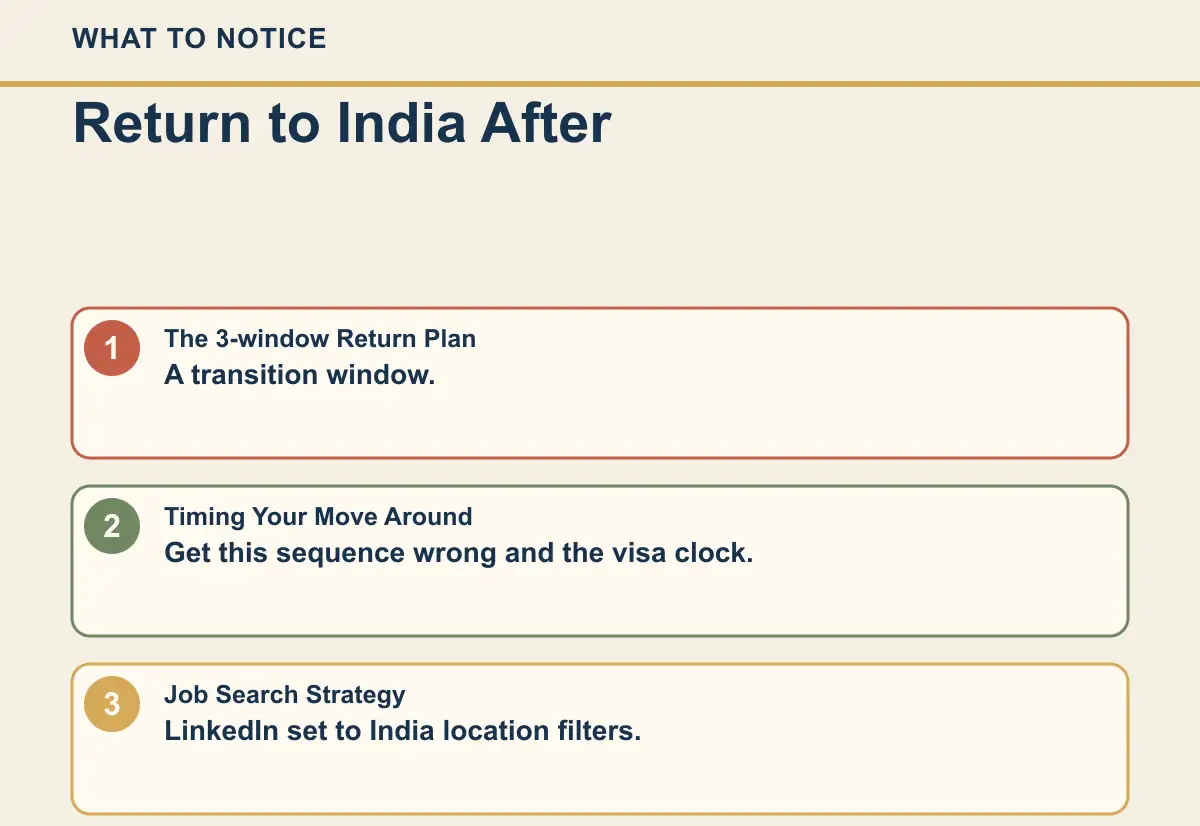 WHAT TO NOTICE
Return to India After
1
The 3-window Return Plan
A transition window.
2
Timing Your Move Around
Get this sequence wrong and the visa clock.
3
Job Search Strategy
LinkedIn set to India location filters.